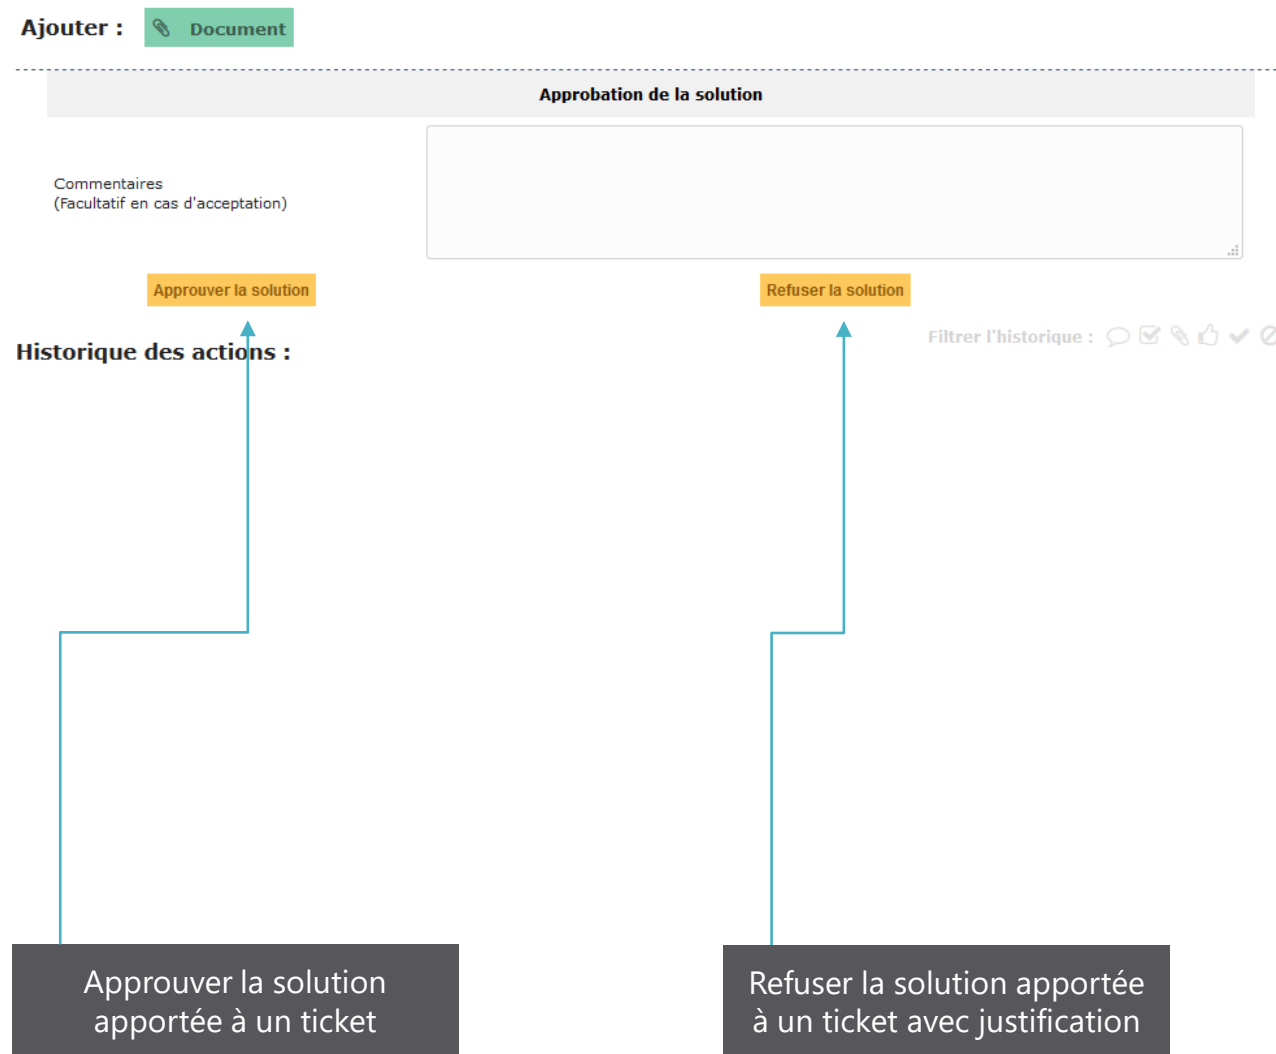 Ajouter :
Document
Approbation de la solution
Commentaires
(Facultatif en cas d'acceptation)
Approuver la solution
Refuser la solution
Filtrer l'historique :
Historique des actions :
Approuver la solution
apportée à un ticket
Refuser la solution apportée
à un ticket avec justification